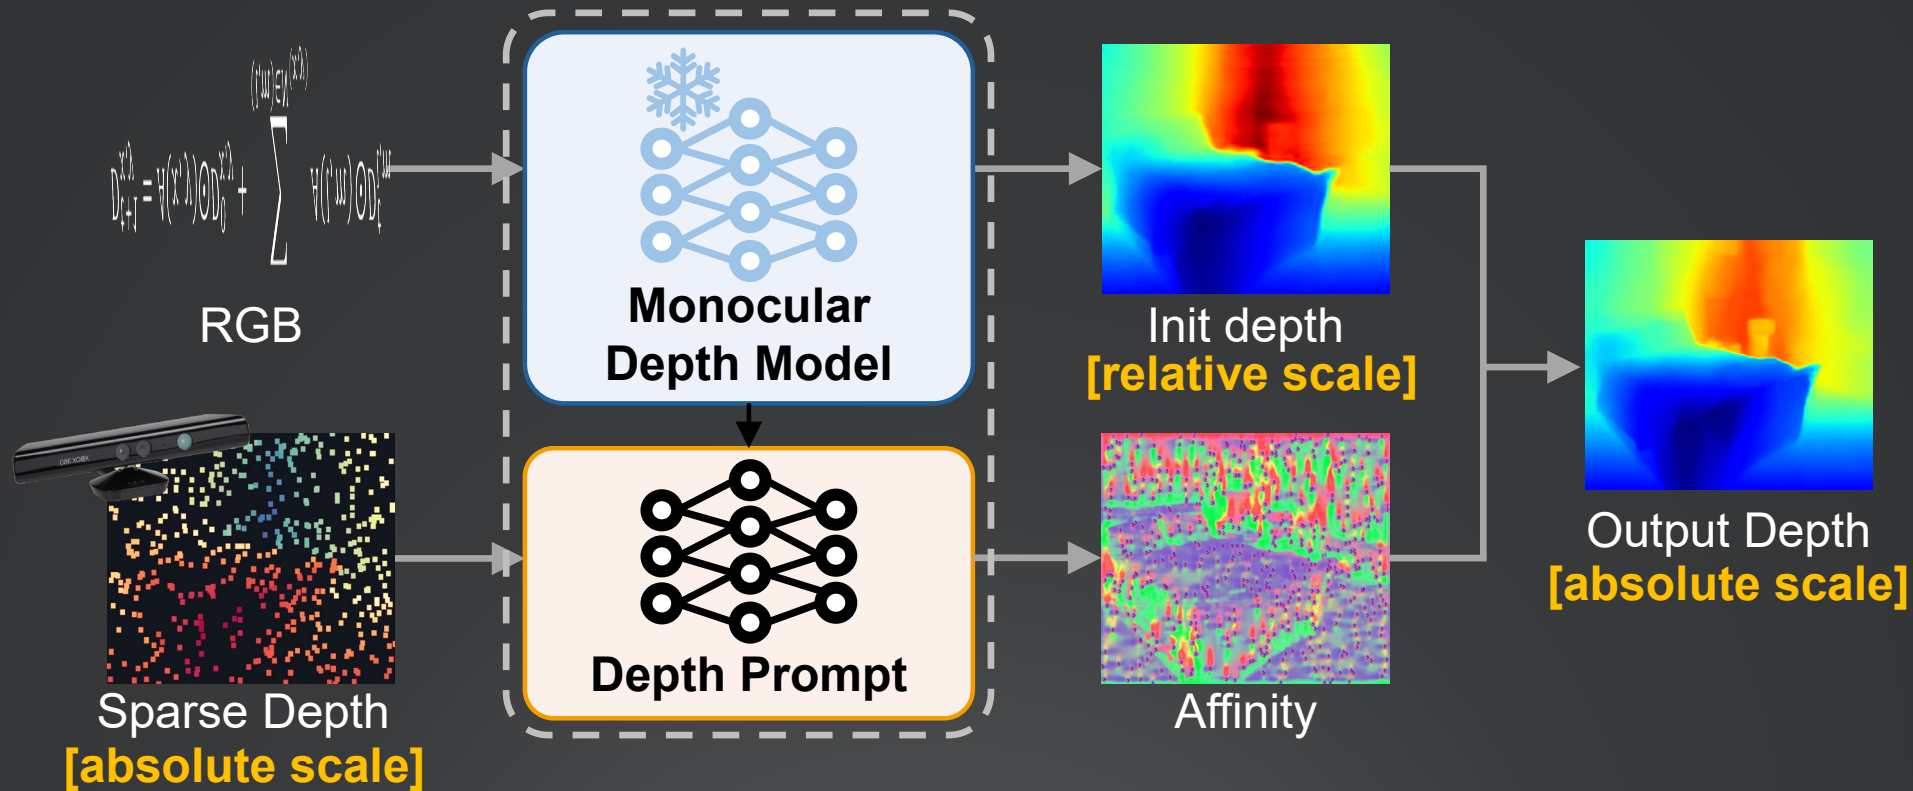 RGB
Monocular
Depth Model
Init depth
[relative scale]
Sparse Depth
[absolute scale]
Depth Prompt
Affinity
Output Depth
[absolute scale]